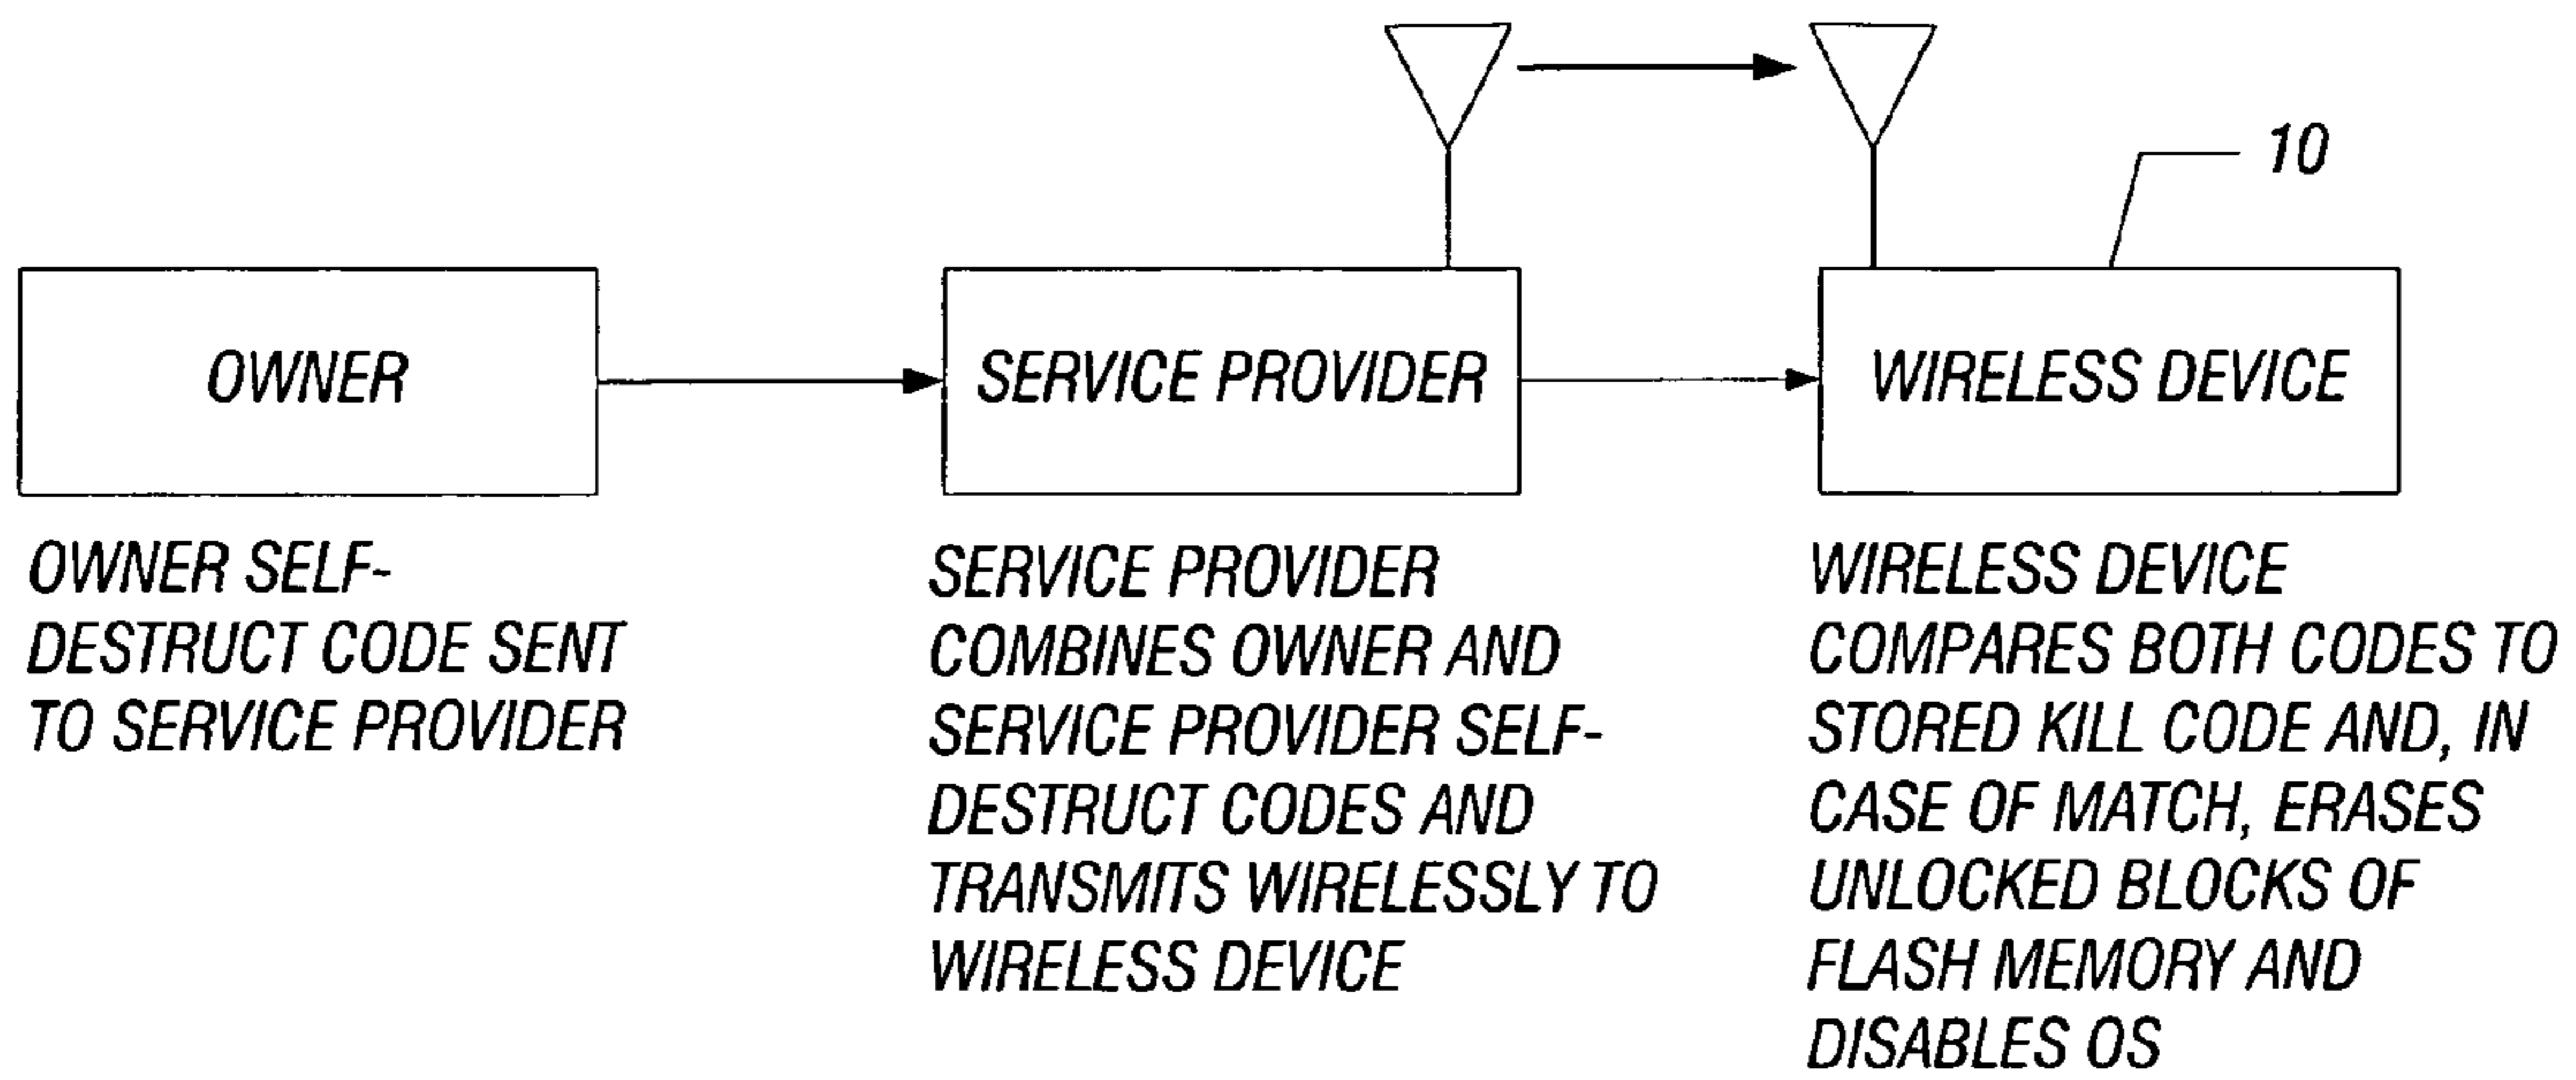 10
OWNER
SERVICE PROVIDER
WIRELESS DEVICE
OWNER SELF-
DESTRUCT CODE SENT
TO SERVICE PROVIDER
SERVICE PROVIDER
COMBINES OWNER AND
SERVICE PROVIDER SELF-
DESTRUCT CODES AND
TRANSMITS WIRELESSLY TO
WIRELESS DEVICE
WIRELESS DEVICE
COMPARES BOTH CODES TO
STORED KILL CODE AND, IN
CASE OF MATCH, ERASES
UNLOCKED BLOCKS OF
FLASH MEMORY AND
DISABLES OS